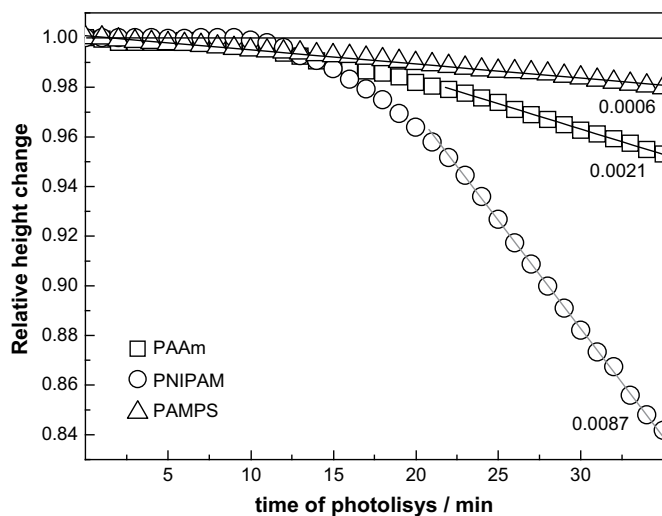 1.00
0.98
0.96
0.94
0.92
0.90
0.88
0.86
0.84
Relative height change
0.0006
0.0021
0.0087
PAAm
PNIPAM
PAMPS
5 10 15 20 25 30
time of photolisys / min